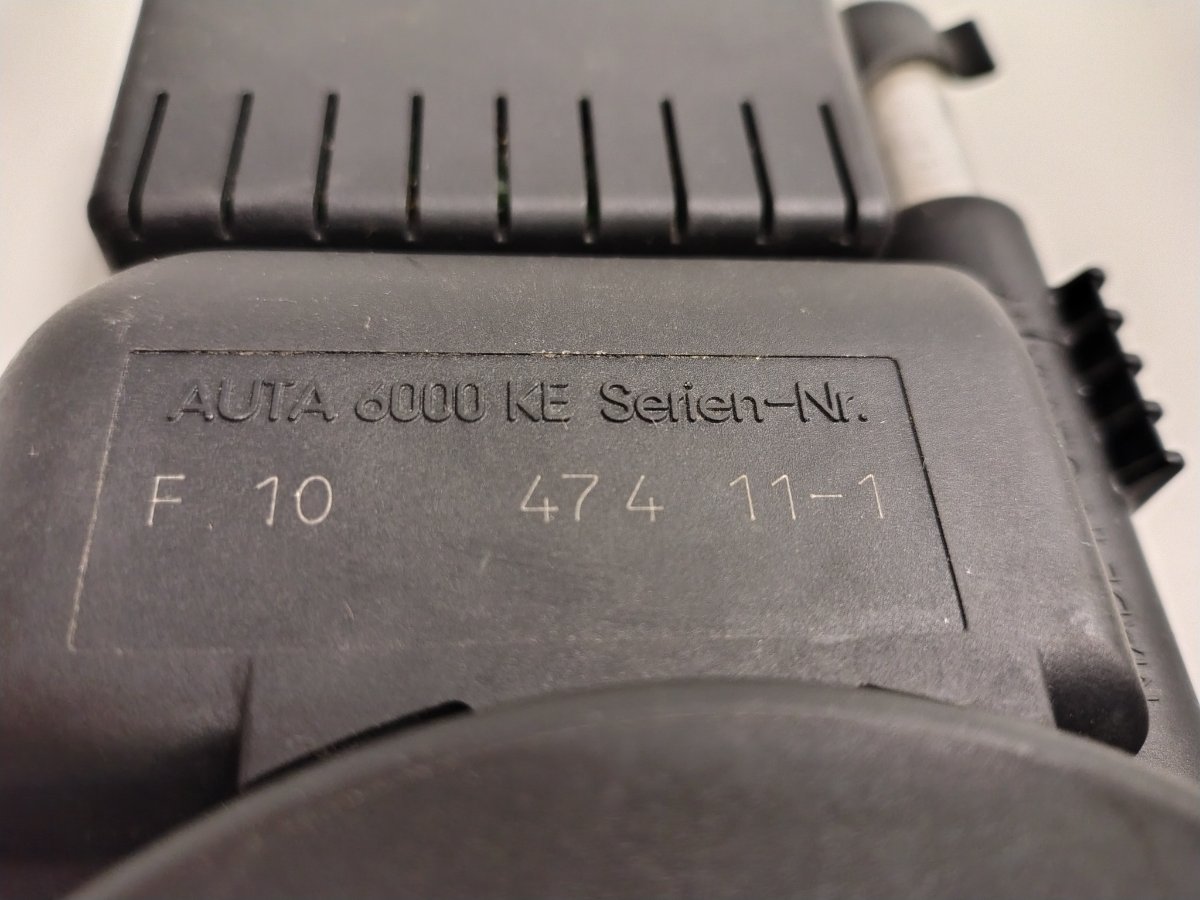 AUTA 6000 KE Serien-Nr.
F 10 474 11-1